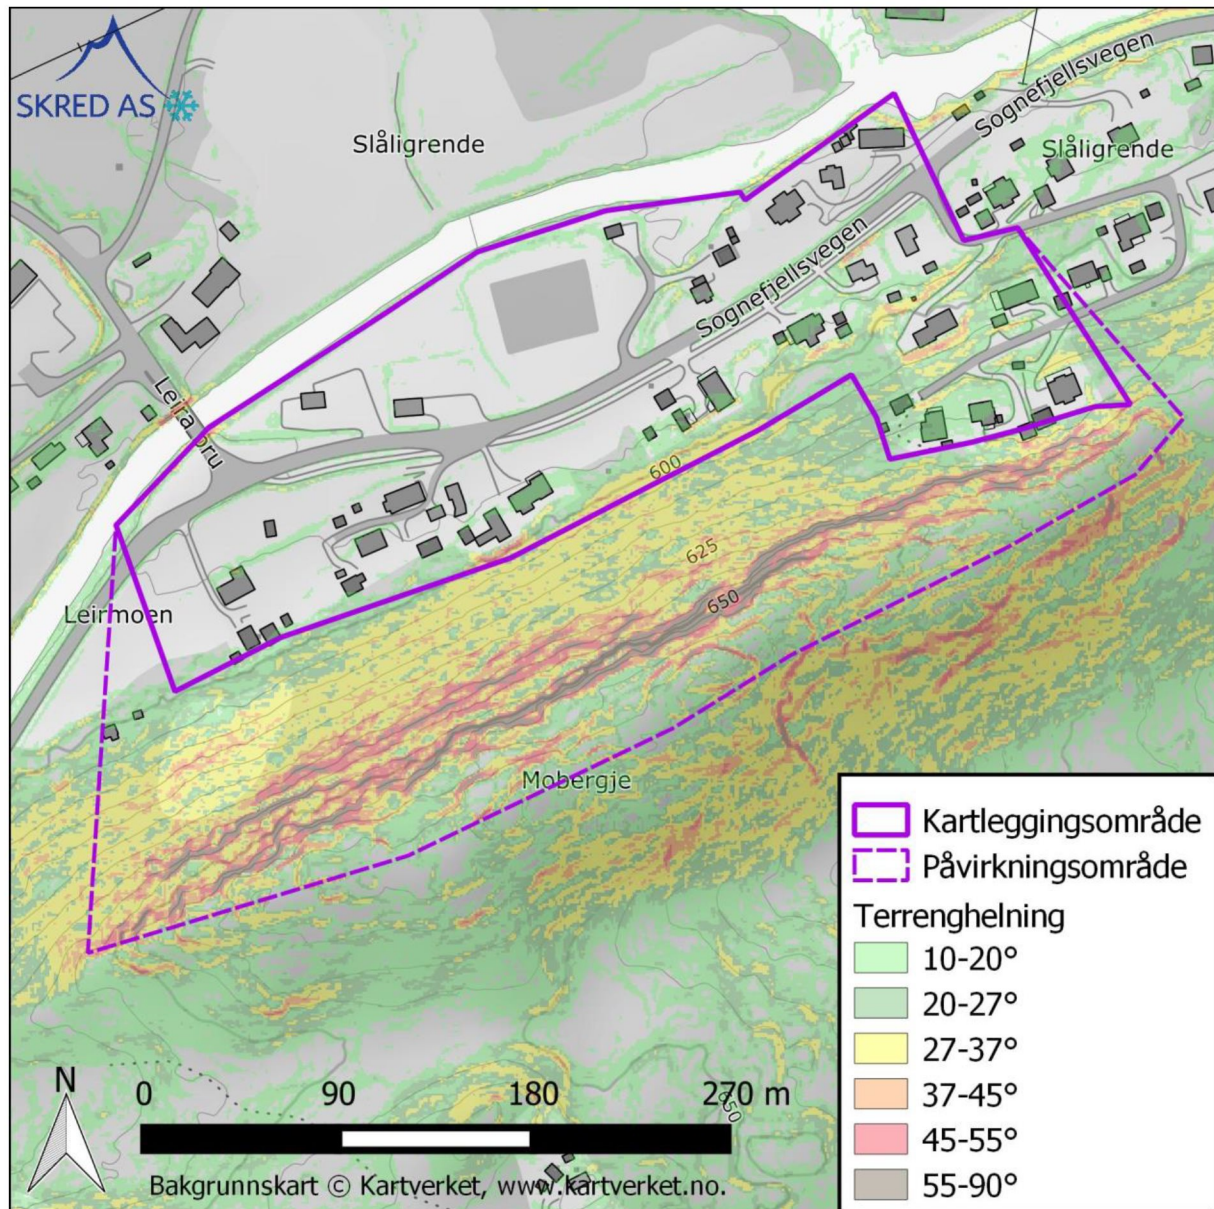 SKRED AS
Slåligrende
Sognefjellsvegen
Slåligrende
Sognefjellsvegen
Leira bru
600
625
650
Leirmoen
Mobergje
Kartleggingsområde
Påvirkningsområde
Terrenghelning
10-20°
20-27°
27-37°
37-45°
45-55°
55-90°
N
0 90 180 270 m
650
Bakgrunnskart © Kartverket, www.kartverket.no.